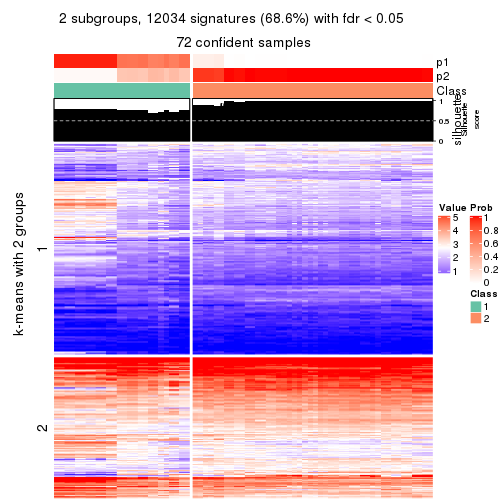 2 subgroups, 12034 signatures (68.6%) with fdr < 0.05
72 confident samples
p1
p2
Class
silhouette
Silhouette
score
1
0.5
0
k-means with 2 groups
1
2
Value
5
4
3
2
1
Prob
1
0.8
0.6
0.4
0.2
0
Class
1
2